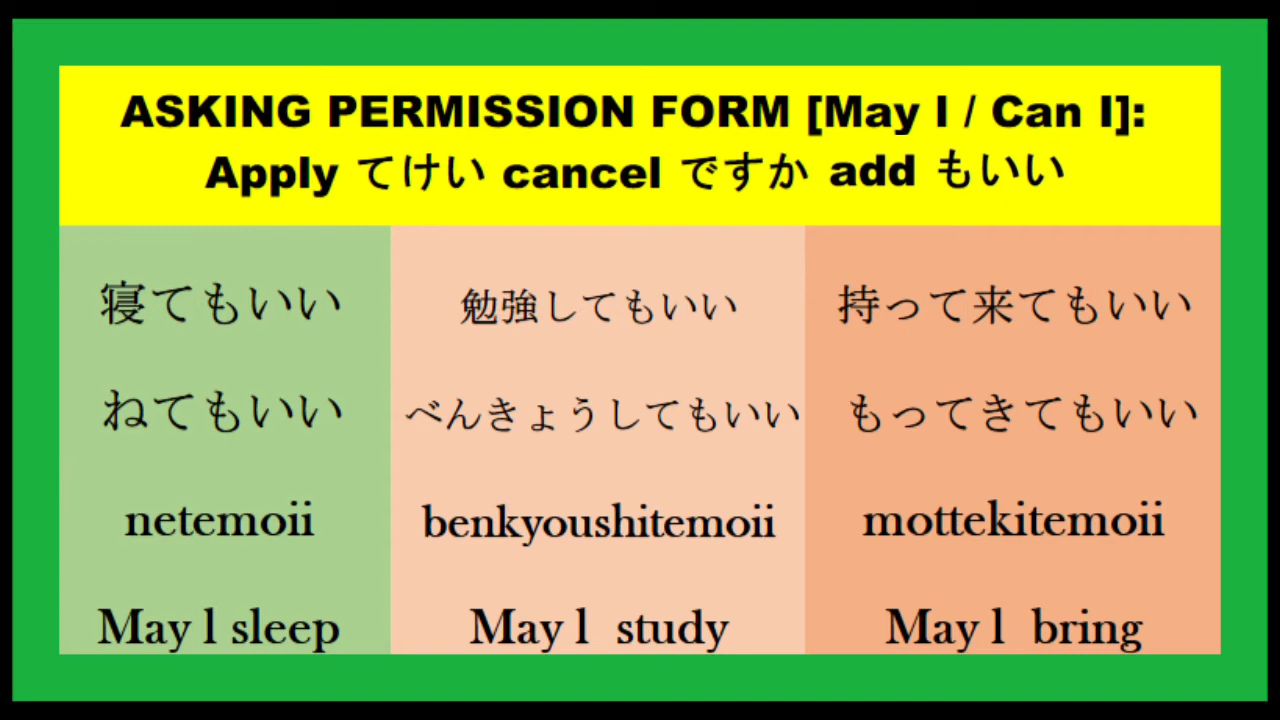 ASKING PERMISSION FORM [May I / Can I]:
Apply てけい cancel ですか add もいい
寝てもいい
ねてもいい
netemoii
May l sleep
勉強してもいい
べんきょうしてもいい
benkyoushitemoii
May l study
持って来てもいい
もってきてもいい
mottekitemoii
May l bring